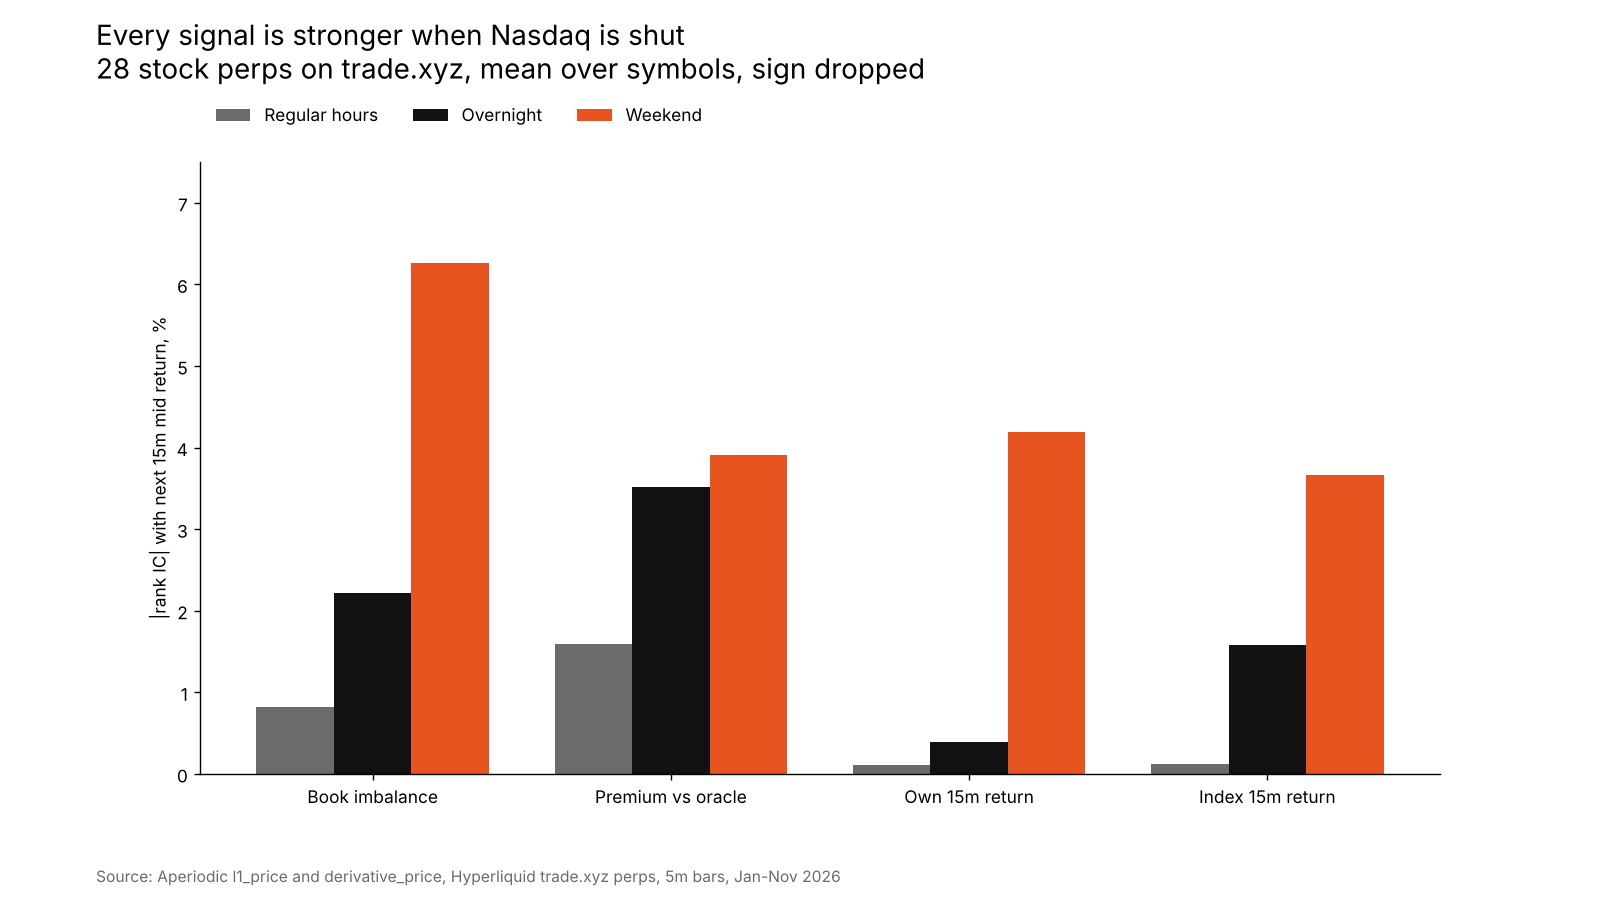 Every signal is stronger when Nasdaq is shut
28 stock perps on trade.xyz, mean over symbols, sign dropped
Regular hours
Overnight
Weekend
|rank IC| with next 15m mid return, %
7
6
5
4
3
2
1
0
Book imbalance
Premium vs oracle
Own 15m return
Index 15m return
Source: Aperiodic l1_price and derivative_price, Hyperliquid trade.xyz perps, 5m bars, Jan-Nov 2026